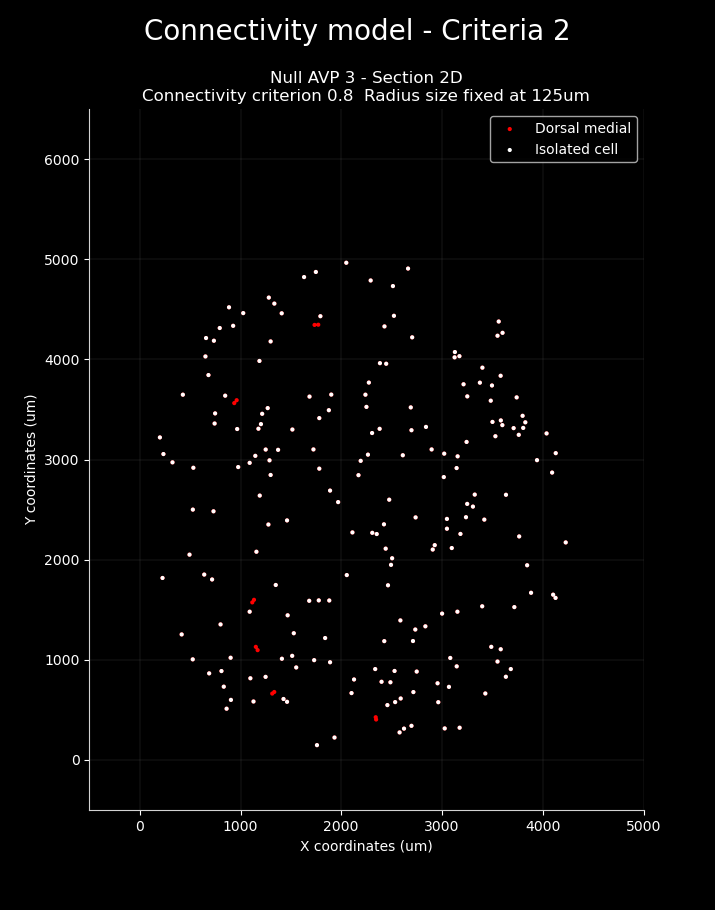 Connectivity model - Criteria 2
Null AVP 3 - Section 2D
Connectivity criterion 0.8  Radius size fixed at 125um
Dorsal medial
Isolated cell
6000
5000
4000
3000
2000
1000
0
Y coordinates (um)
0 1000 2000 3000 4000 5000
X coordinates (um)